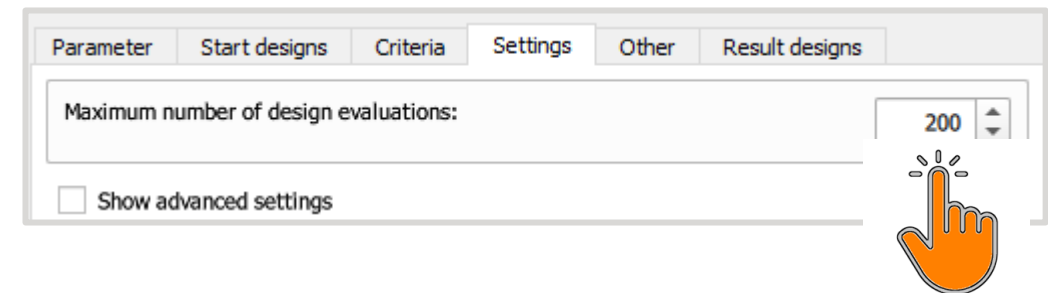 Parameter Start designs Criteria Settings Other Result designs
Maximum number of design evaluations: 200
Show advanced settings